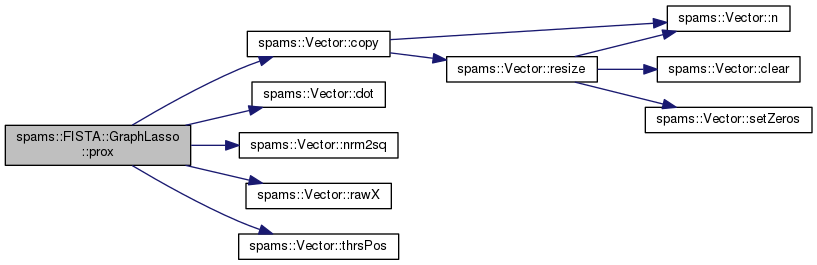 spams::FISTA::GraphLasso
::prox
spams::Vector::copy
spams::Vector::dot
spams::Vector::nrm2sq
spams::Vector::rawX
spams::Vector::thrsPos
spams::Vector::n
spams::Vector::resize
spams::Vector::clear
spams::Vector::setZeros